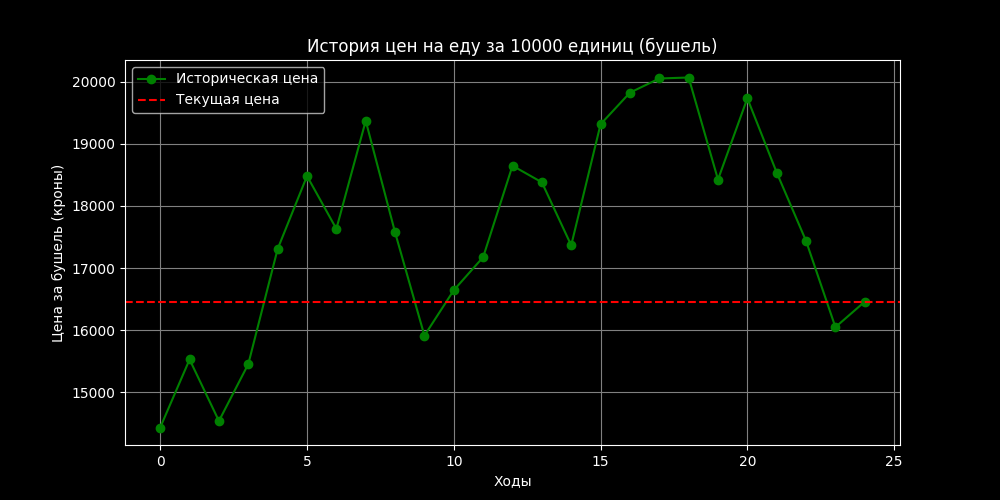 История цен на еду за 10000 единиц (бушель)
Историческая цена
Текущая цена
20000
19000
18000
17000
16000
15000
Цена за бушель (кроны)
0 5 10 15 20 25
Ходы